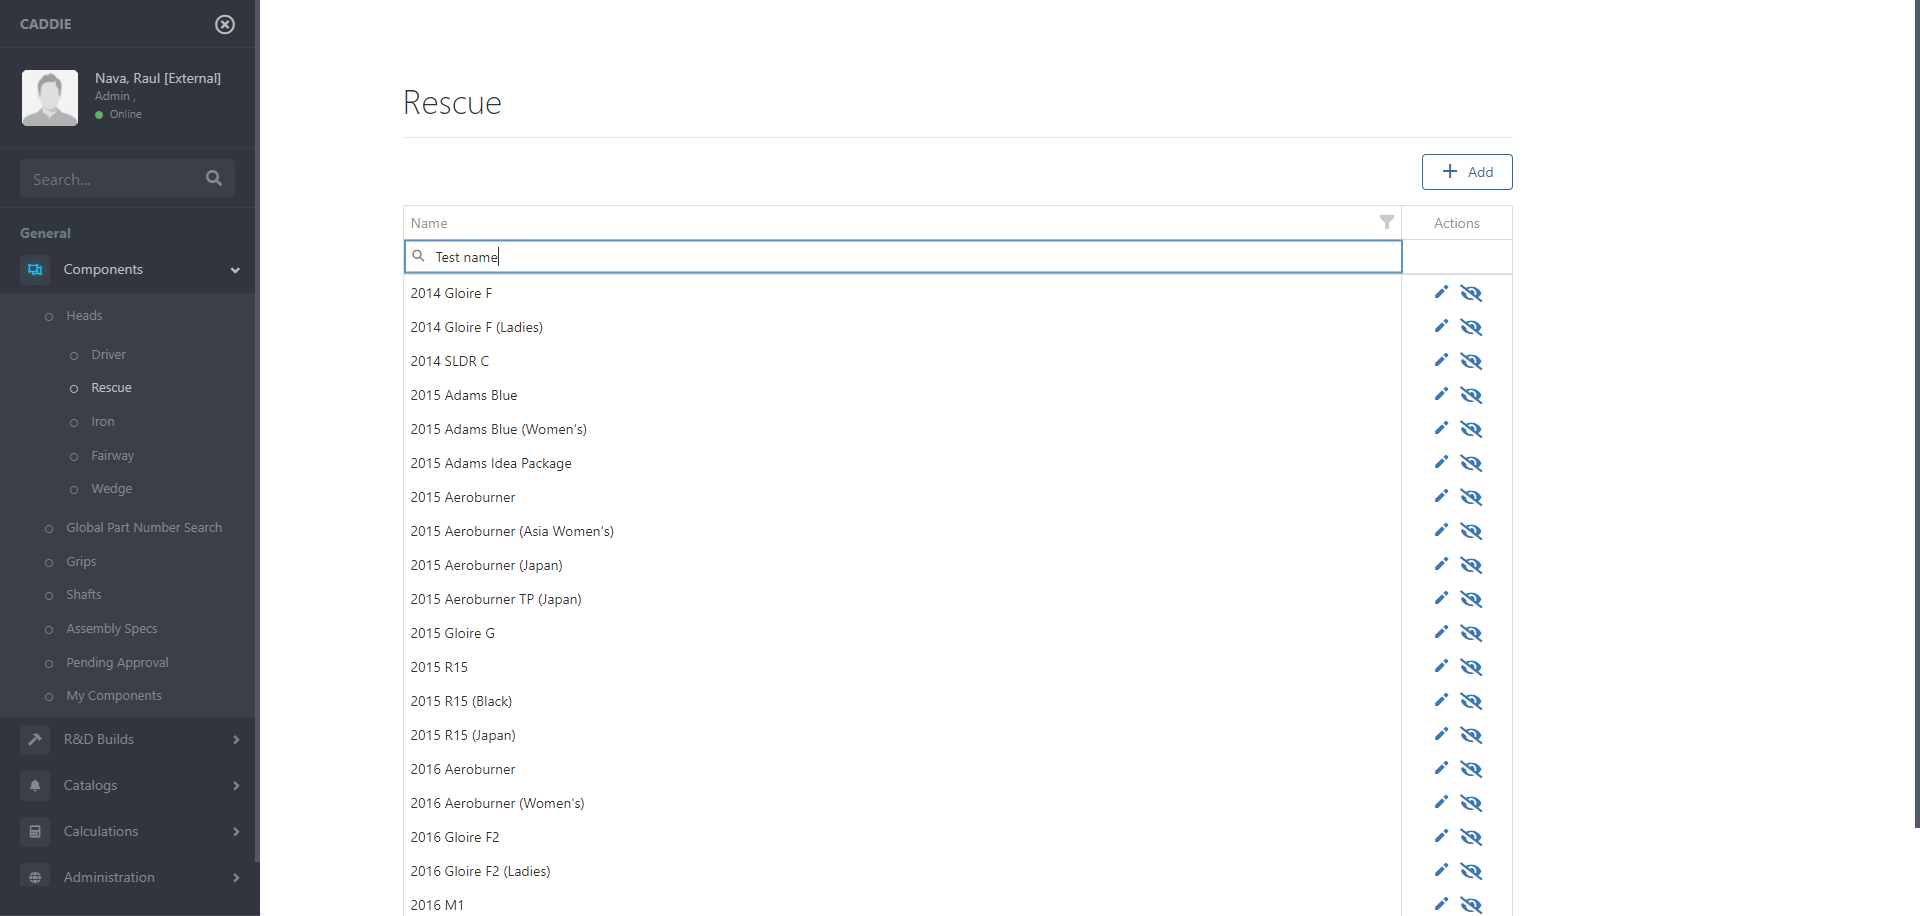 CADDIE
Nava, Raul [External]
Admin ,
Online
Search...
General
Components
Heads
Driver
Rescue
Iron
Fairway
Wedge
Global Part Number Search
Grips
Shafts
Assembly Specs
Pending Approval
My Components
R&D Builds
Catalogs
Calculations
Administration
Rescue
Add
Name Actions
Test name
2014 Gloire F
2014 Gloire F (Ladies)
2014 SLDR C
2015 Adams Blue
2015 Adams Blue (Women's)
2015 Adams Idea Package
2015 Aeroburner
2015 Aeroburner (Asia Women's)
2015 Aeroburner (Japan)
2015 Aeroburner TP (Japan)
2015 Gloire G
2015 R15
2015 R15 (Black)
2015 R15 (Japan)
2016 Aeroburner
2016 Aeroburner (Women's)
2016 Gloire F2
2016 Gloire F2 (Ladies)
2016 M1